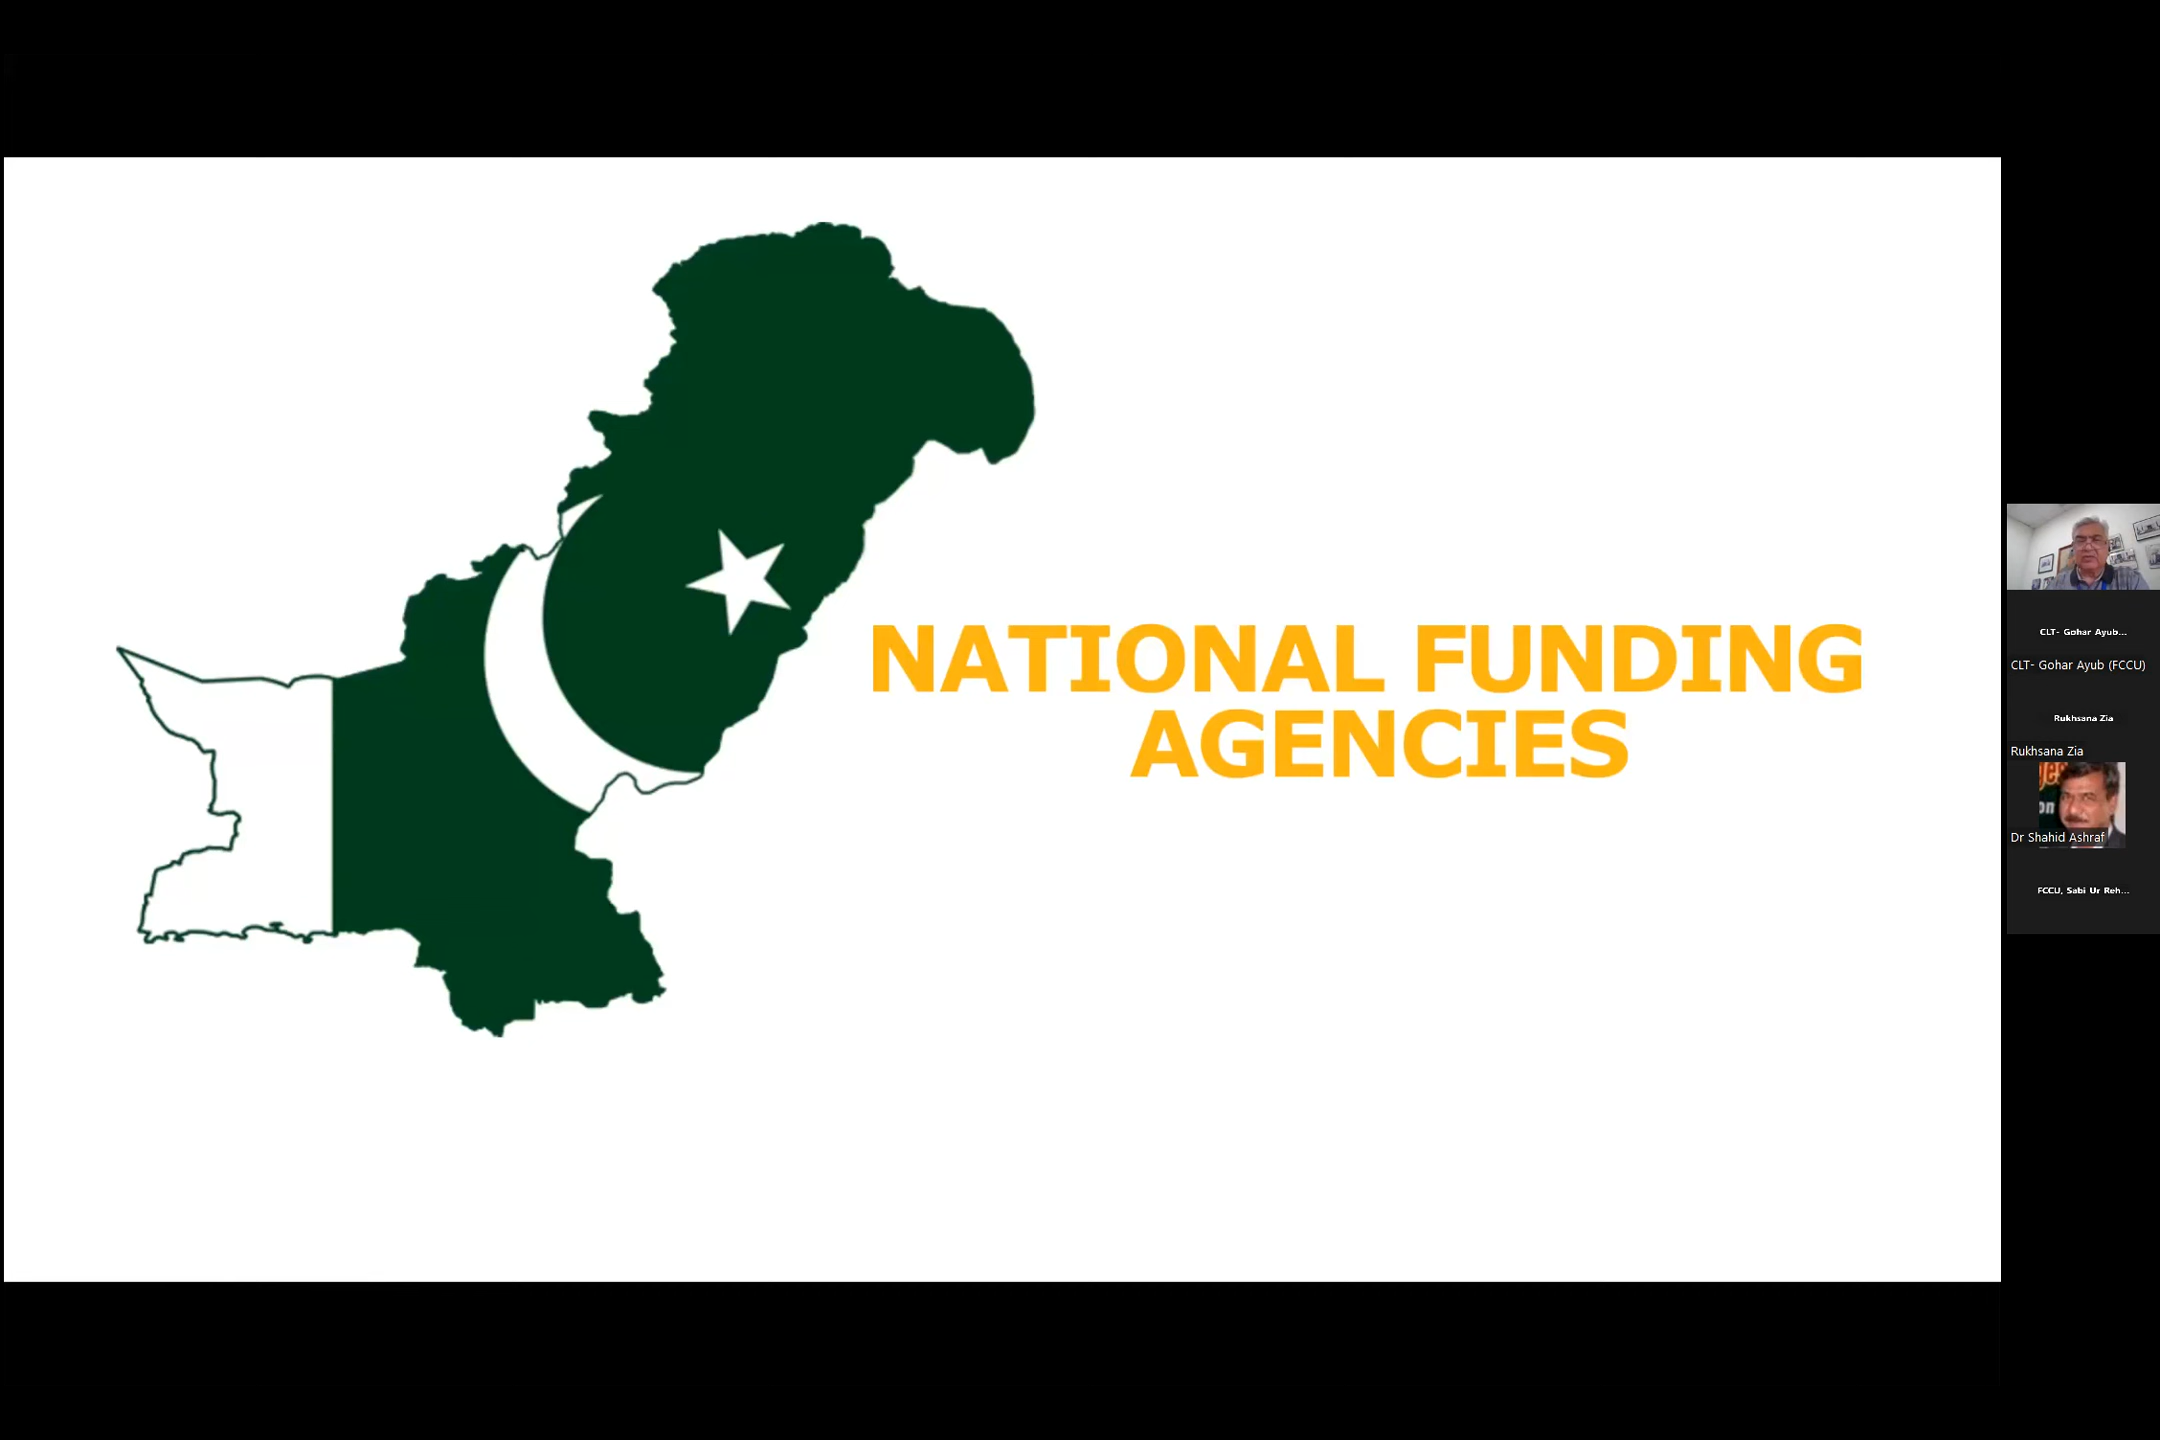 NATIONAL FUNDING
AGENCIES
CLT- Gohar Ayub...
CLT- Gohar Ayub (FCCU)
Rukhsana Zia
Rukhsana Zia
Dr Shahid Ashraf
FCCU, Sabi Ur Reh...